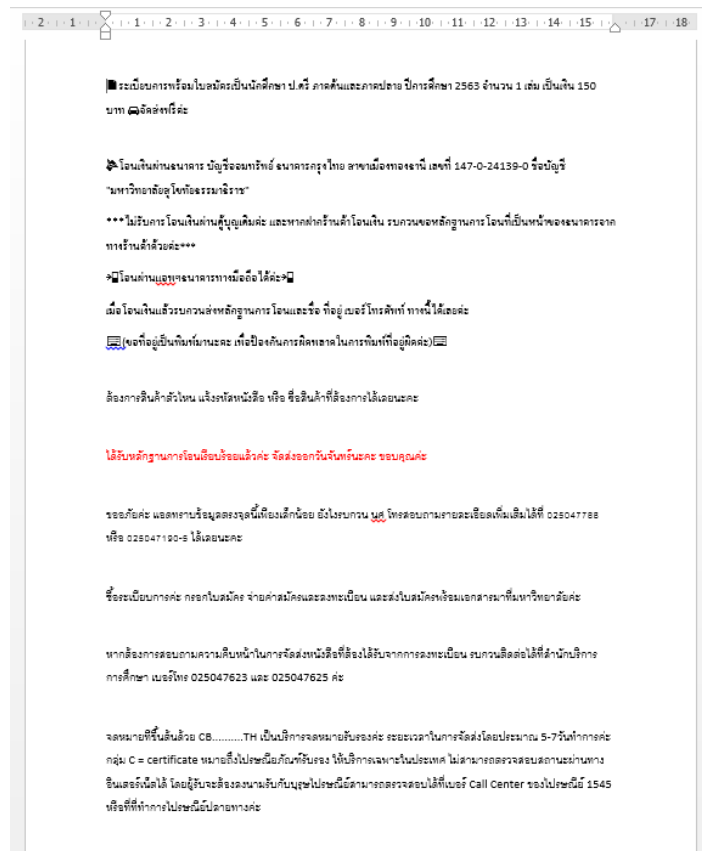 2 1 1 2 3 4 5 6 7 8 9 10 11 12 13 14 15 17 18
ระเบียบการพร้อมใบสมัครเป็นนักศึกษา ป.ตรี ภาคต้นและภาคปลาย ปีการศึกษา 2563 จำนวน 1 เล่ม เป็นเงิน 150
บาท จัดส่งฟรีค่ะ
โอนเงินผ่านธนาคาร บัญชีออมทรัพย์ ธนาคารกรุงไทย สาขาเมืองทองธานี เลขที่ 147-0-24139-0 ชื่อบัญชี
"มหาวิทยาลัยสุโขทัยธรรมาธิราช"
***ไม่รับการโอนเงินผ่านตู้บุญเติมค่ะ และหากฝากร้านค้าโอนเงิน รบกวนขอหลักฐานการโอนที่เป็นหน้าของธนาคารจาก
ทางร้านค้าด้วยค่ะ***
→โอนผ่านแอพฯธนาคารทางมือถือได้ค่ะ→
เมื่อโอนเงินแล้วรบกวนส่งหลักฐานการโอนและชื่อ ที่อยู่ เบอร์โทรศัพท์ ทางนี้ได้เลยค่ะ
(ขอที่อยู่เป็นพิมพ์มานะคะ เพื่อป้องกันการผิดพลาดในการพิมพ์ที่อยู่ผิดค่ะ)
ต้องการสินค้าตัวไหน แจ้งรหัสหนังสือ หรือ ชื่อสินค้าที่ต้องการได้เลยนะคะ
ได้รับหลักฐานการโอนเรียบร้อยแล้วค่ะ จัดส่งออกวันจันทร์นะคะ ขอบคุณค่ะ
ขออภัยค่ะ แอดทราบข้อมูลตรงจุดนี้เพียงเล็กน้อย ยังไงรบกวน นศ โทรสอบถามรายละเอียดเพิ่มเติมได้ที่ 025047788
หรือ 025047190-5 ได้เลยนะคะ
ซื้อระเบียบการค่ะ กรอกใบสมัคร จ่ายค่าสมัครและลงทะเบียน และส่งใบสมัครพร้อมเอกสารมาที่มหาวิทยาลัยค่ะ
หากต้องการสอบถามความคืบหน้าในการจัดส่งหนังสือที่ต้องได้รับจากการลงทะเบียน รบกวนติดต่อได้ที่สำนักบริการ
การศึกษา เบอร์โทร 025047623 และ 025047625 ค่ะ
จดหมายที่ขึ้นต้นด้วย CB..........TH เป็นบริการจดหมายรับรองค่ะ ระยะเวลาในการจัดส่งโดยประมาณ 5-7วันทำการค่ะ
กลุ่ม C = certificate หมายถึงไปรษณียภัณฑ์รับรอง ให้บริการเฉพาะในประเทศ ไม่สามารถตรวจสอบสถานะผ่านทาง
อินเตอร์เน็ตได้ โดยผู้รับจะต้องลงนามรับกับบุรุษไปรษณีย์สามารถตรวจสอบได้ที่เบอร์ Call Center ของไปรษณีย์ 1545
หรือที่ที่ทำการไปรษณีย์ปลายทางค่ะ